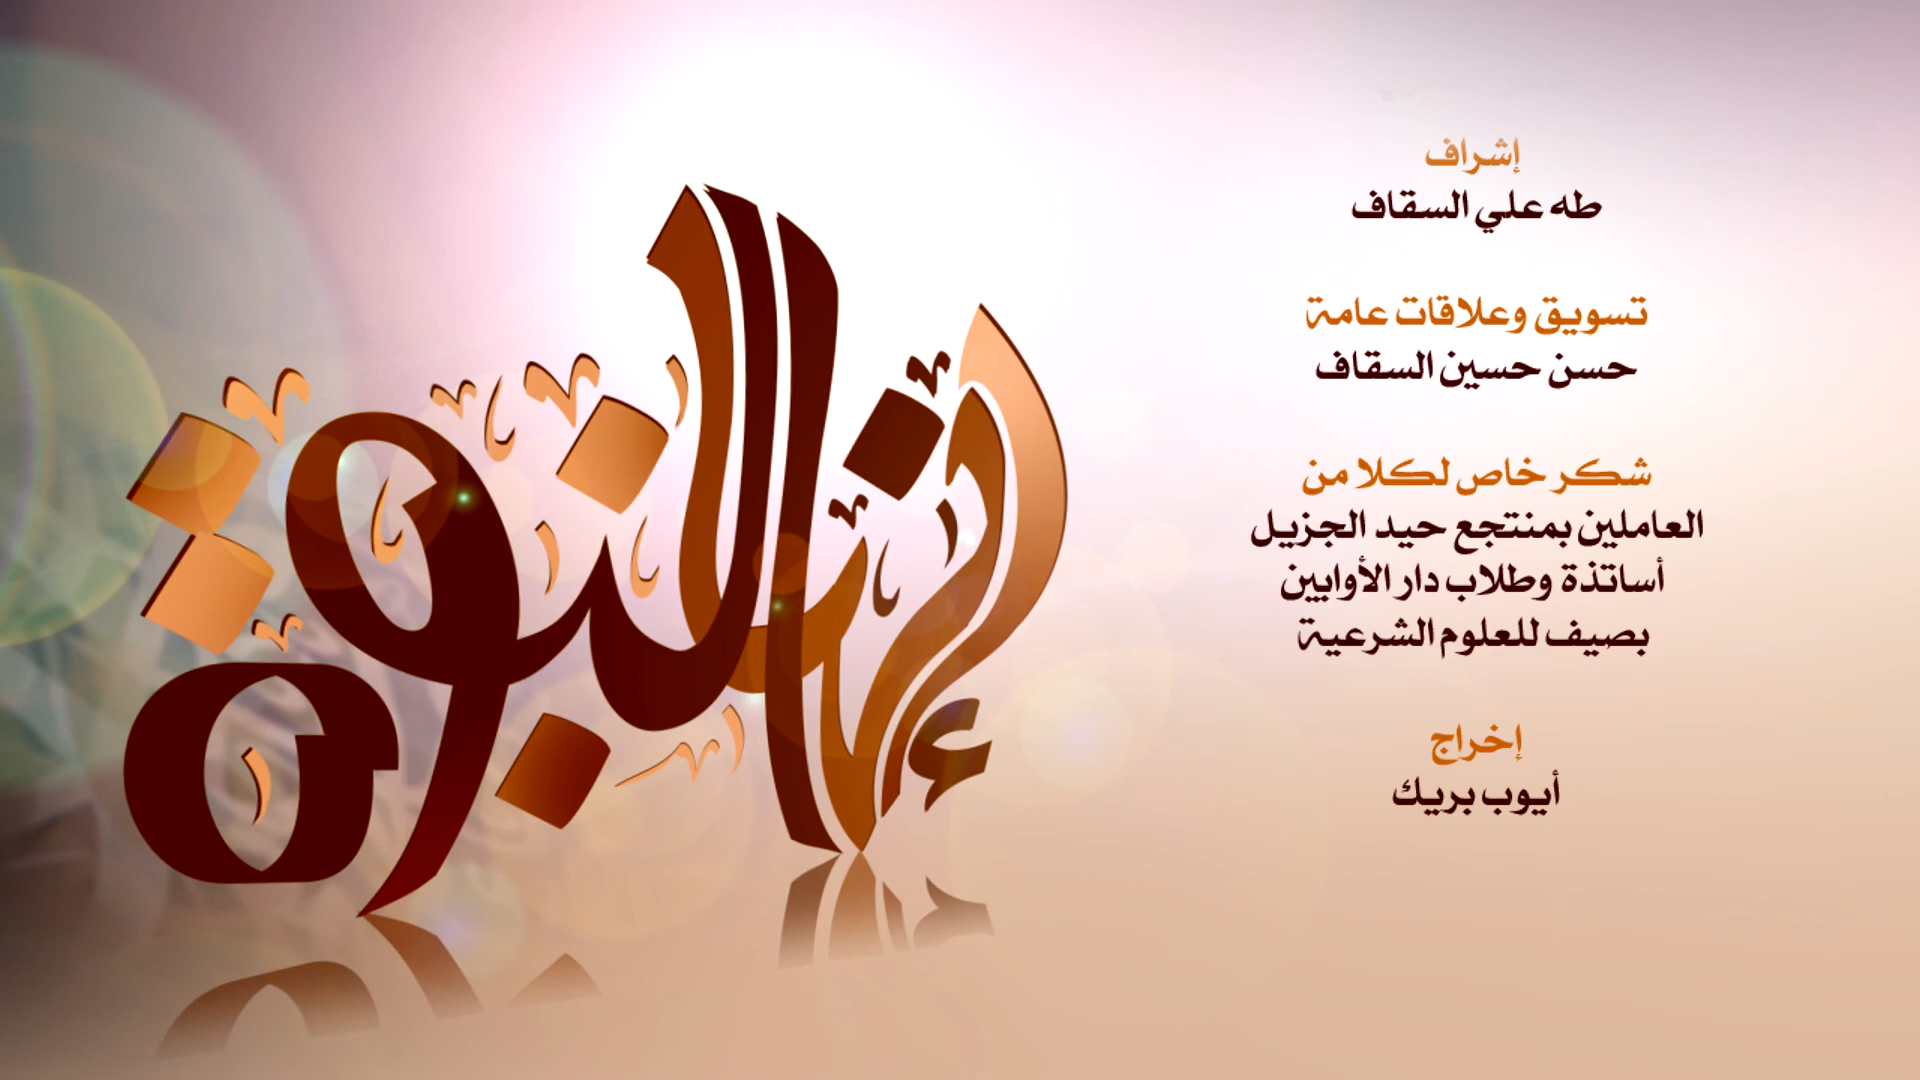 إنها النبوة
إشراف
طه علي السقاف
تسويق وعلاقات عامة
حسن حسين السقاف
شكر خاص لكلا من
العاملين بمنتجع حيد الجزيل
أساتذة وطلاب دار الأوابين
بصيف للعلوم الشرعية
إخراج
أيوب بريك